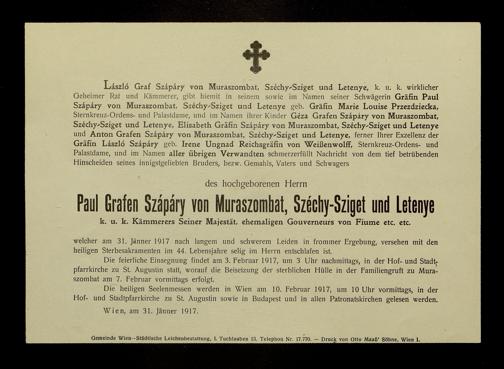 László Graf Szápáry von Muraszombat, Széchy-Sziget und Letenye, k. u. k. wirklicher
Geheimer Rat und Kämmerer, gibt hiemit in seinem sowie im Namen seiner Schwägerin Gräfin Paul
Szápáry von Muraszombat, Széchy-Sziget und Letenye geb. Gräfin Marie Louise Przezdziecka,
Sternkreuz-Ordens- und Palastdame, und im Namen ihrer Kinder Géza Grafen Szápáry von Muraszombat,
Széchy-Sziget und Letenye, Elisabeth Gräfin Szápáry von Muraszombat, Széchy-Sziget und Letenye
und Anton Grafen Szápáry von Muraszombat, Széchy-Sziget und Letenye, ferner Ihrer Exzellenz der
Gräfin László Szápáry geb. Irene Ungnad Reichsgräfin von Weißenwolff, Sternkreuz-Ordens- und
Palastdame, und im Namen aller übrigen Verwandten schmerzerfüllt Nachricht von dem tief betrübenden
Hinscheiden seines innigstgeliebten Bruders, bezw. Gemahls, Vaters und Schwagers
des hochgeborenen Herrn
Paul Grafen Szápáry von Muraszombat, Széchy-Sziget und Letenye
k. u. k. Kämmerers Seiner Majestät, ehemaligen Gouverneurs von Fiume etc. etc.
welcher am 31. Jänner 1917 nach langem und schwerem Leiden in frommer Ergebung, versehen mit den
heiligen Sterbesakramenten im 44. Lebensjahre selig im Herrn entschlafen ist.
Die feierliche Einsegnung findet am 3. Februar 1917, um 3 Uhr nachmittags, in der Hof- und Stadt-
pfarrkirche zu St. Augustin statt, worauf die Beisetzung der sterblichen Hülle in der Familiengruft zu Mura-
szombat am 7. Februar vormittags erfolgt.
Die heiligen Seelenmessen werden in Wien am 10. Februar 1917, um 10 Uhr vormittags, in der
Hof- und Stadtpfarrkirche zu St. Augustin sowie in Budapest und in allen Patronatskirchen gelesen werden.
Wien, am 31. Jänner 1917.
Gemeinde Wien—Städtische Leichenbestattung, I. Tuchlauben 13. Telephon Nr. 17.770. — Druck von Otto Maaß' Söhne, Wien I.